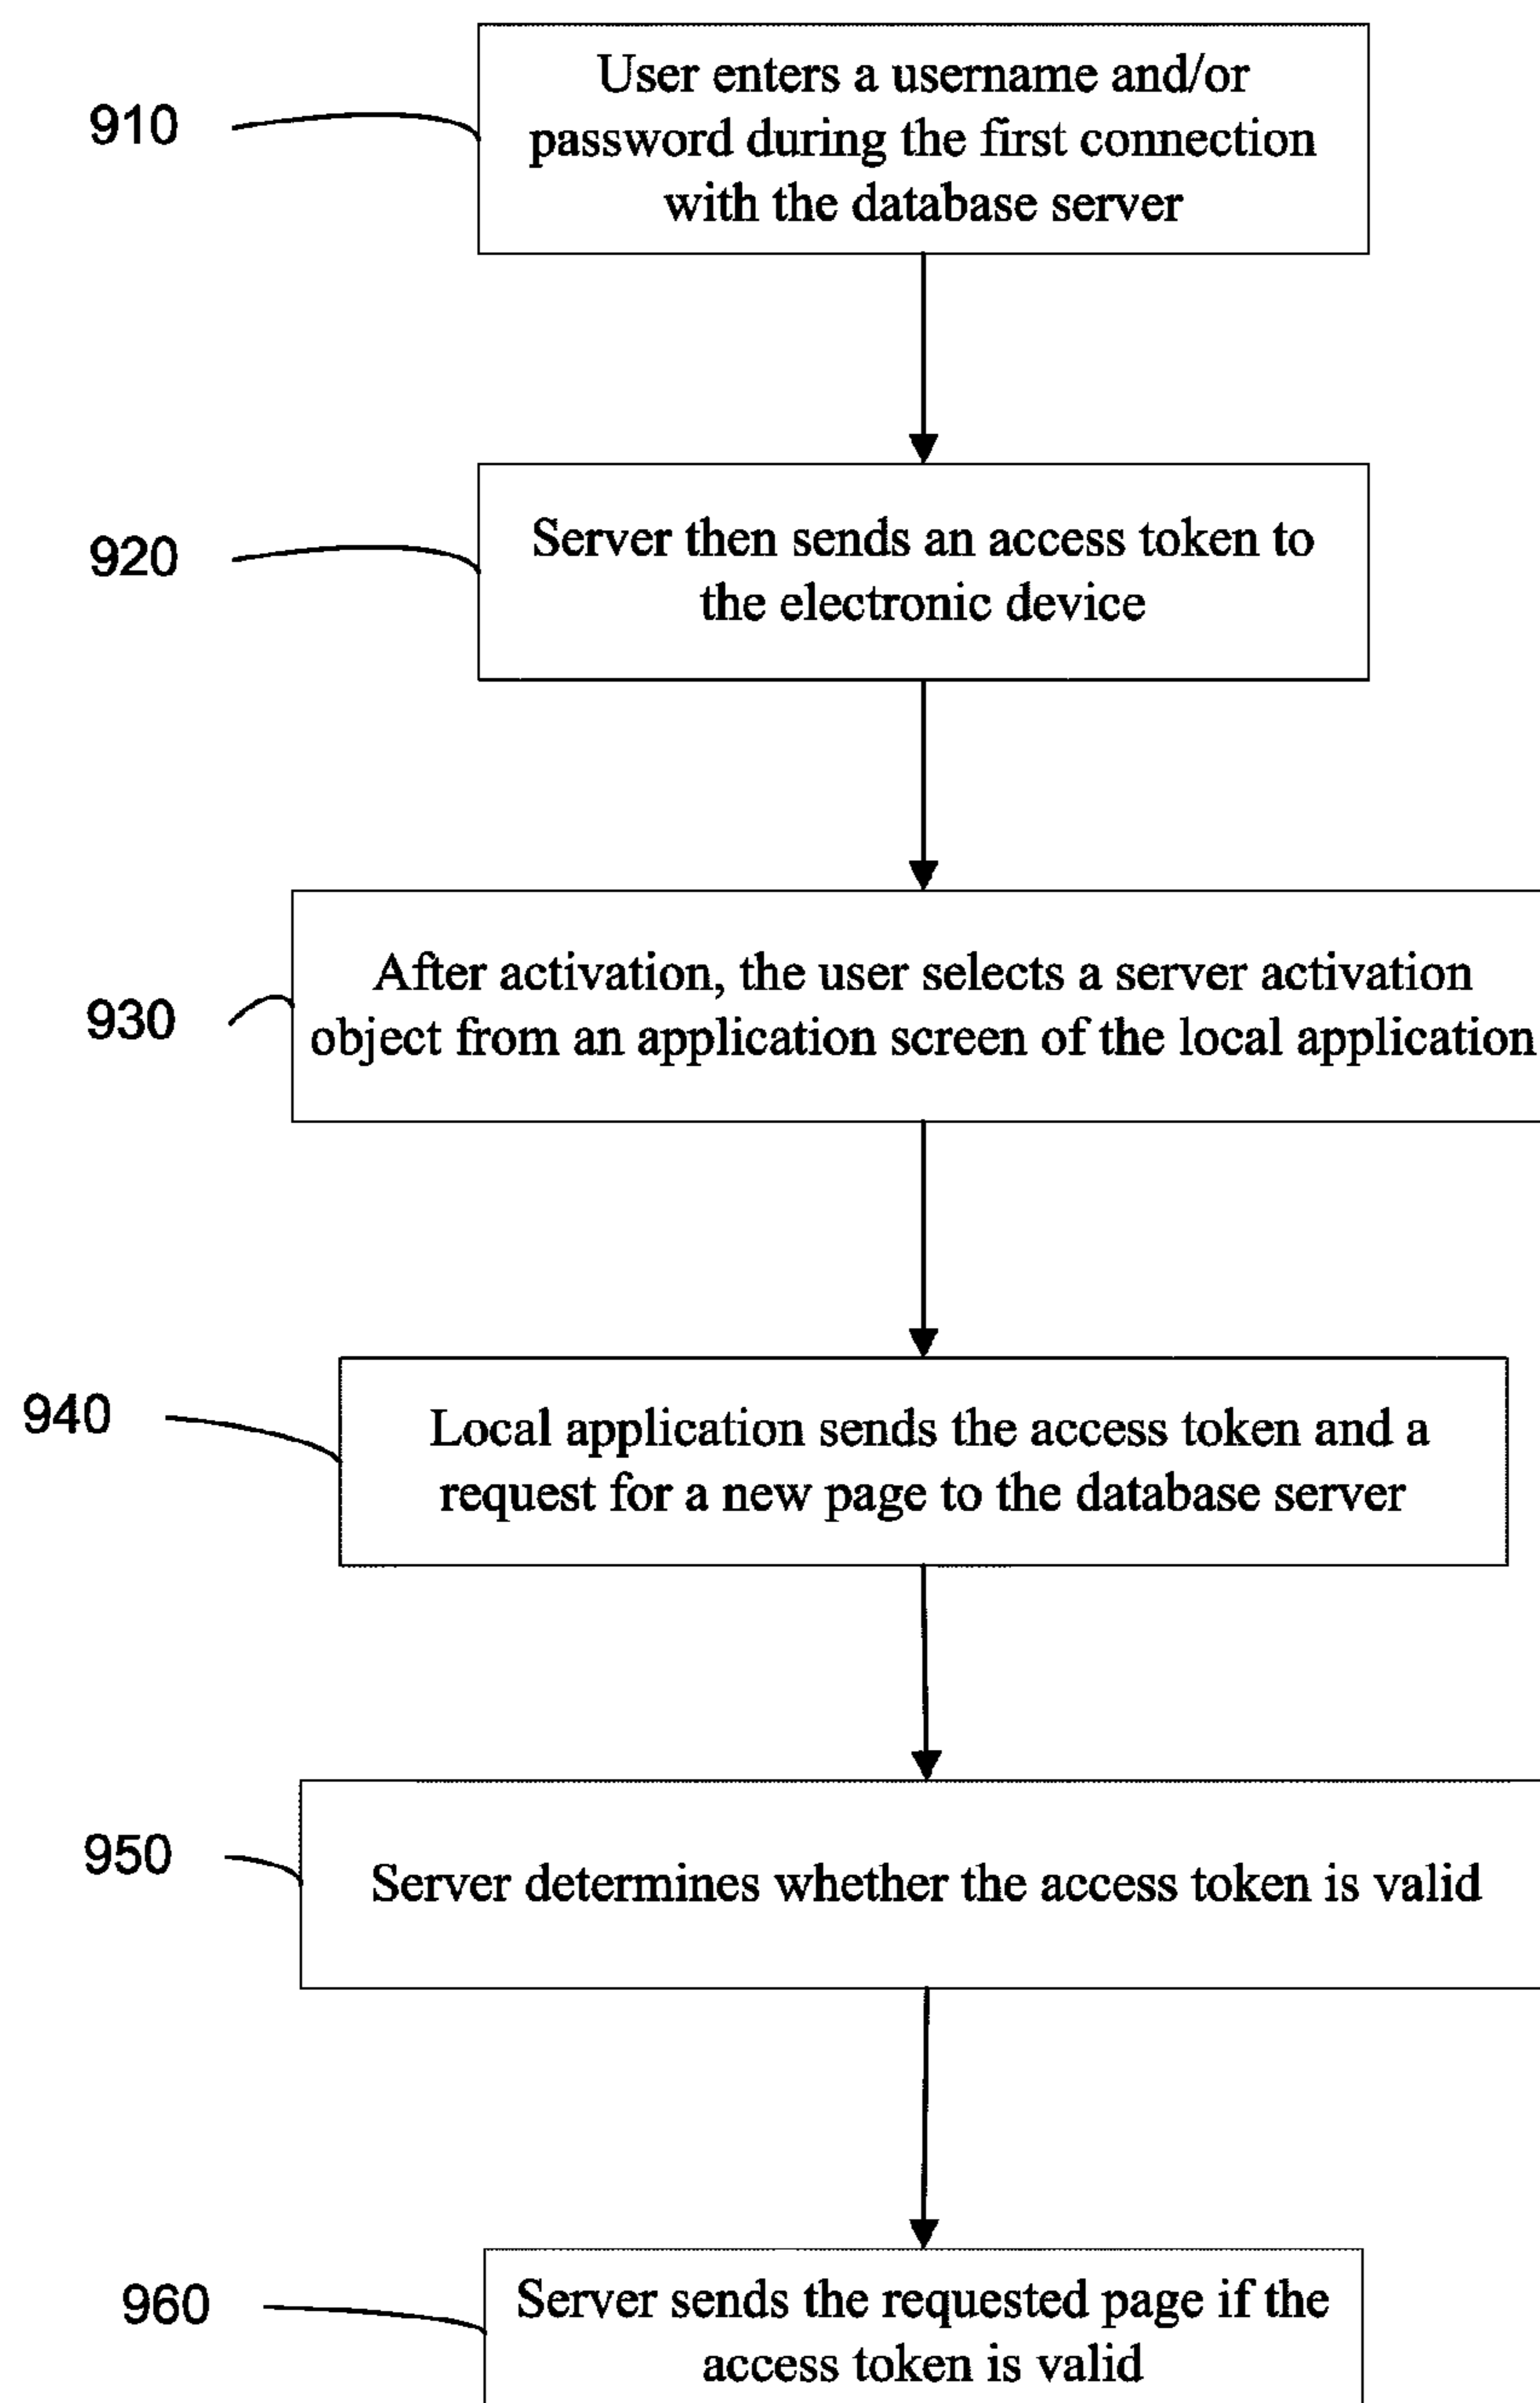 910
User enters a username and/or
password during the first connection
with the database server
920
Server then sends an access token to
the electronic device
930
After activation, the user selects a server activation
object from an application screen of the local application
940
Local application sends the access token and a
request for a new page to the database server
950
Server determines whether the access token is valid
960
Server sends the requested page if the
access token is valid